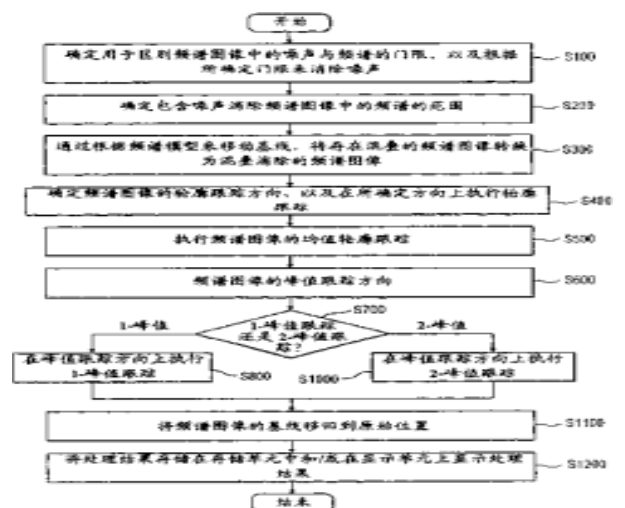 开始
确定用于区别频谱图像中的噪声与频谱的门限，以及根据
所确定门限来消除噪声
S100
确定包含噪声消除频谱图像中的频谱的范围
S200
通过根据频谱模型来移动基线，将存在混叠的频谱图像转换
为混叠消除的频谱图像
S300
确定频谱图像的轮廓跟踪方向，以及在所确定方向上执行轮廓
跟踪
S400
执行频谱图像的均值轮廓跟踪
S500
频谱图像的峰值跟踪方向
S600
S700
1-峰值
1-峰值跟踪
还是2-峰值跟
踪？
2-峰值
在峰值跟踪方向上执行
1-峰值跟踪
S800
S1000
在峰值跟踪方向上执行
2-峰值跟踪
将频谱图像的基线移回到原始位置
S1100
将处理结果存储在存储单元中和/或在显示单元上显示处理
结果
S1200
结束